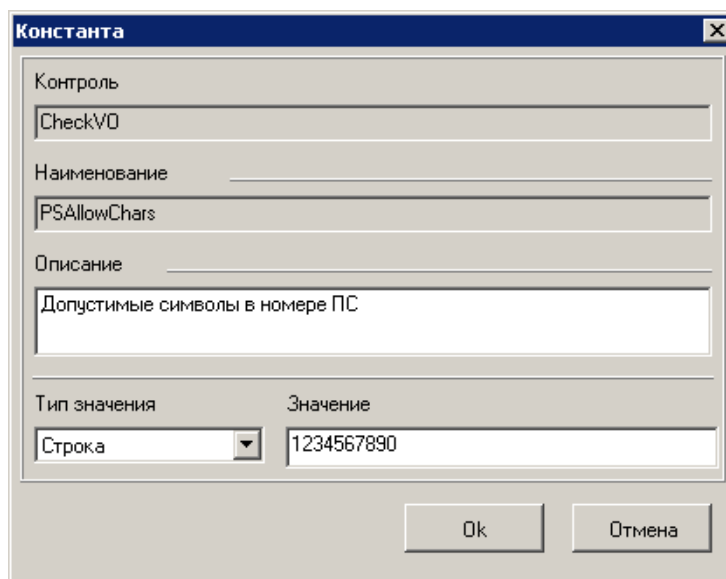 Константа
Контроль
CheckVO
Наименование
PSAllowChars
Описание
Допустимые символы в номере ПС
Тип значения Значение
Строка 1234567890
Ok Отмена